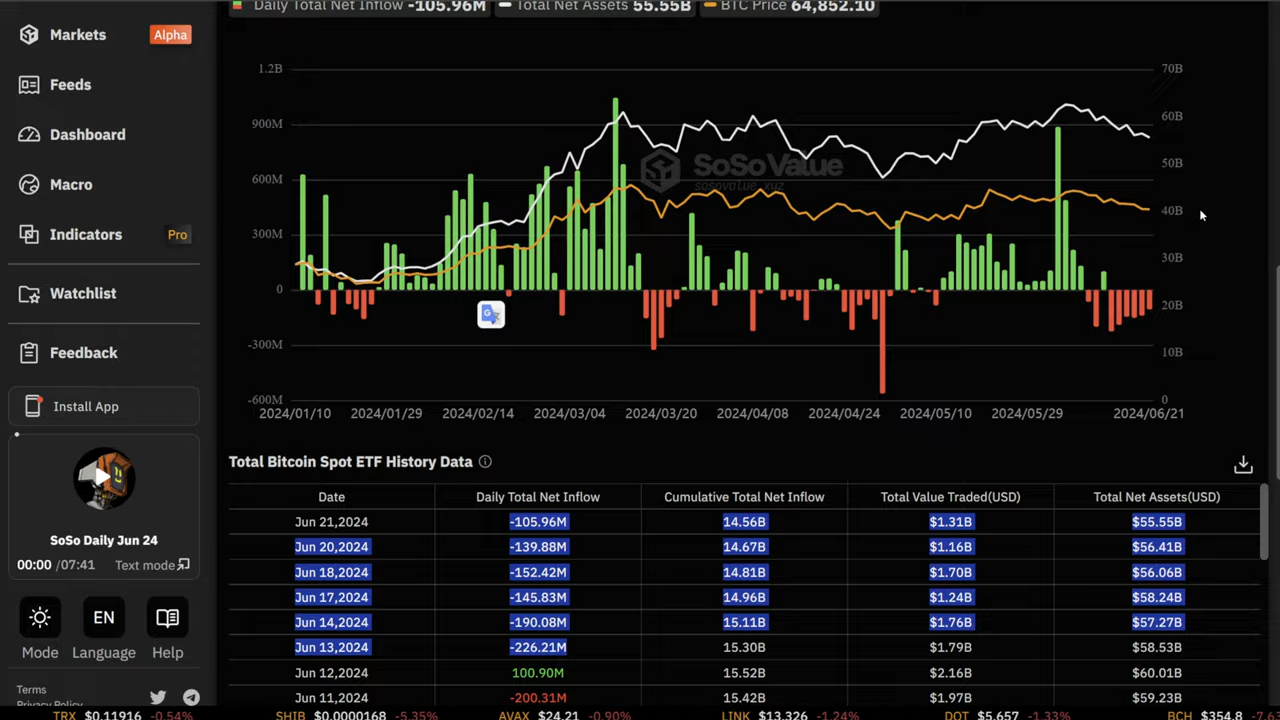 Markets Alpha
Feeds
Dashboard
Macro
Indicators Pro
Watchlist
Feedback
Install App
SoSo Daily Jun 24
00:00 /07:41 Text mode
EN
Mode Language Help
Terms
Privacy Policy
Daily Total Net Inflow -105.96M Total Net Assets 55.55B BTC Price 64,852.10
1.2B 70B
900M 60B
600M 50B
300M 40B
0 30B
-300M 20B
-600M 10B
0
SoSoValue
sosovalue.xyz
2024/01/10 2024/01/29 2024/02/14 2024/03/04 2024/03/20 2024/04/08 2024/04/24 2024/05/10 2024/05/29 2024/06/21
Total Bitcoin Spot ETF History Data
Date Daily Total Net Inflow Cumulative Total Net Inflow Total Value Traded(USD) Total Net Assets(USD)
Jun 21,2024 -105.96M 14.56B $1.31B $55.55B
Jun 20,2024 -139.88M 14.67B $1.16B $56.41B
Jun 18,2024 -152.42M 14.81B $1.70B $56.06B
Jun 17,2024 -145.83M 14.96B $1.24B $58.24B
Jun 14,2024 -190.08M 15.11B $1.76B $57.27B
Jun 13,2024 -226.21M 15.30B $1.79B $58.53B
Jun 12,2024 100.90M 15.52B $2.16B $60.01B
Jun 11,2024 -200.31M 15.42B $1.97B $59.23B
TRX $0.11916 -0.54% SHIB $0.0000168 -5.35% AVAX $24.21 -0.90% LINK $13.326 -1.24% DOT $5.657 -1.33% BCH $354.8